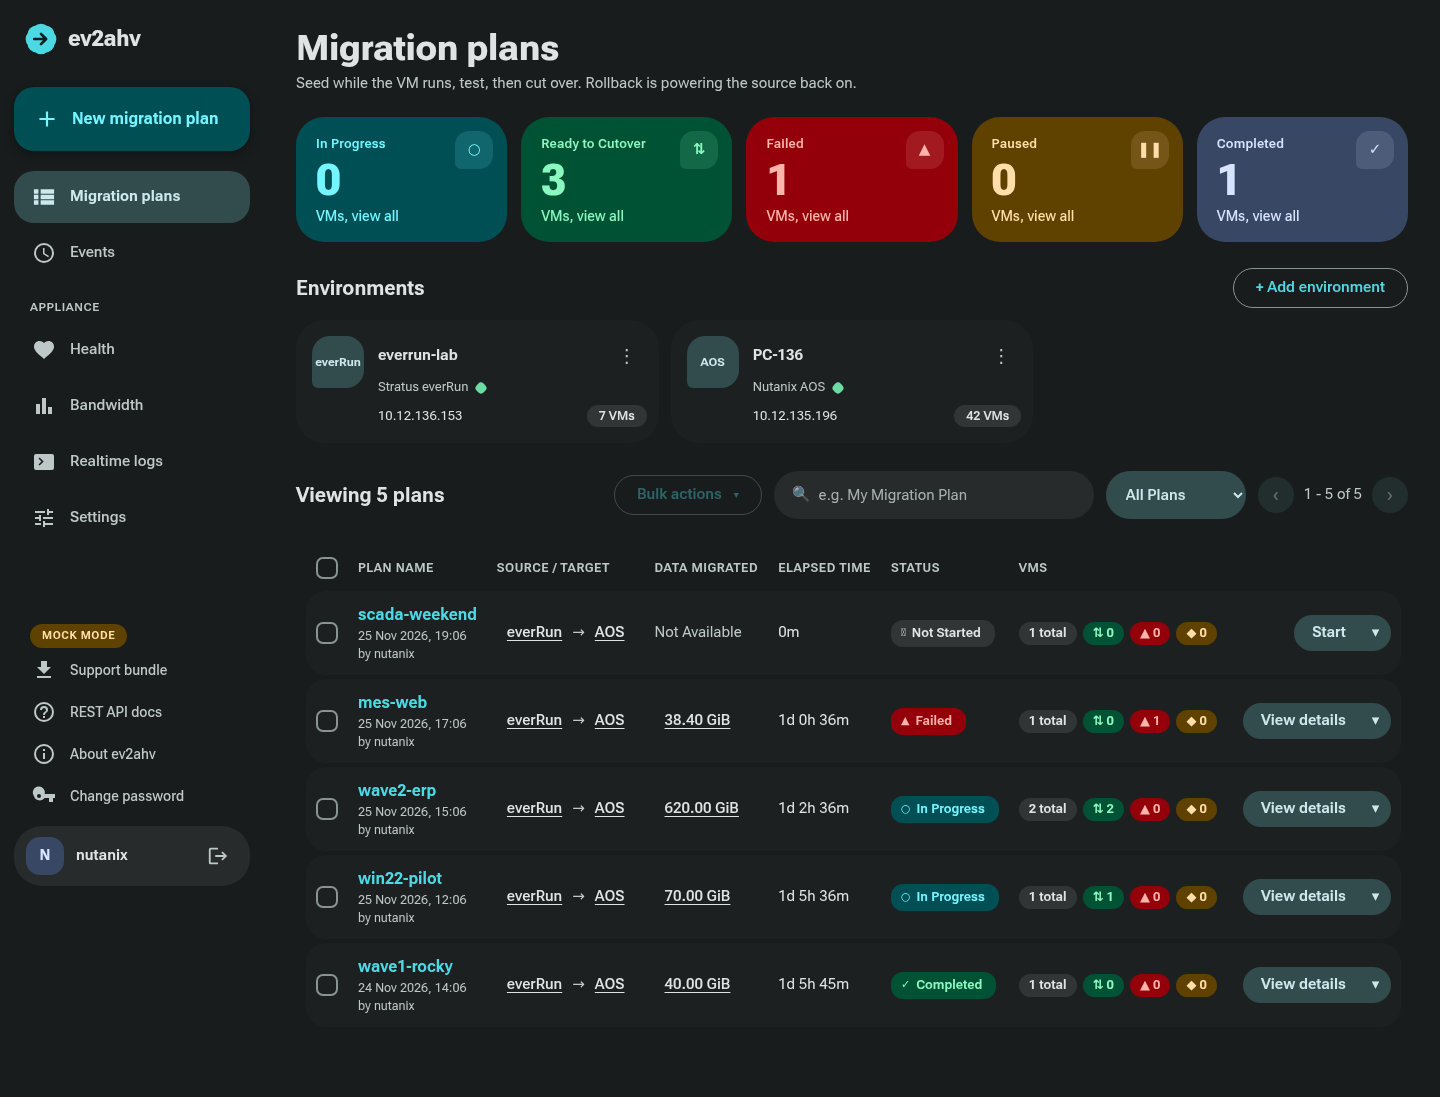 ev2ahv
New migration plan
Migration plans
Events
APPLIANCE
Health
Bandwidth
Realtime logs
Settings
MOCK MODE
Support bundle
REST API docs
About ev2ahv
Change password
N nutanix
Migration plans
Seed while the VM runs, test, then cut over. Rollback is powering the source back on.
In Progress
0
VMs, view all
Ready to Cutover
3
VMs, view all
Failed
1
VMs, view all
Paused
0
VMs, view all
Completed
1
VMs, view all
Environments
+ Add environment
everRun
everrun-lab
Stratus everRun
10.12.136.153
7 VMs
AOS
PC-136
Nutanix AOS
10.12.135.196
42 VMs
Viewing 5 plans
Bulk actions
e.g. My Migration Plan
All Plans
1 - 5 of 5
PLAN NAME SOURCE / TARGET DATA MIGRATED ELAPSED TIME STATUS VMS
scada-weekend
25 Nov 2026, 19:06
by nutanix
everRun → AOS Not Available 0m Not Started 1 total ⇅ 0 ▲ 0 ◆ 0 Start ▾
mes-web
25 Nov 2026, 17:06
by nutanix
everRun → AOS 38.40 GiB 1d 0h 36m ▲ Failed 1 total ⇅ 0 ▲ 1 ◆ 0 View details ▾
wave2-erp
25 Nov 2026, 15:06
by nutanix
everRun → AOS 620.00 GiB 1d 2h 36m ○ In Progress 2 total ⇅ 2 ▲ 0 ◆ 0 View details ▾
win22-pilot
25 Nov 2026, 12:06
by nutanix
everRun → AOS 70.00 GiB 1d 5h 36m ○ In Progress 1 total ⇅ 1 ▲ 0 ◆ 0 View details ▾
wave1-rocky
24 Nov 2026, 14:06
by nutanix
everRun → AOS 40.00 GiB 1d 5h 45m ✓ Completed 1 total ⇅ 0 ▲ 0 ◆ 0 View details ▾